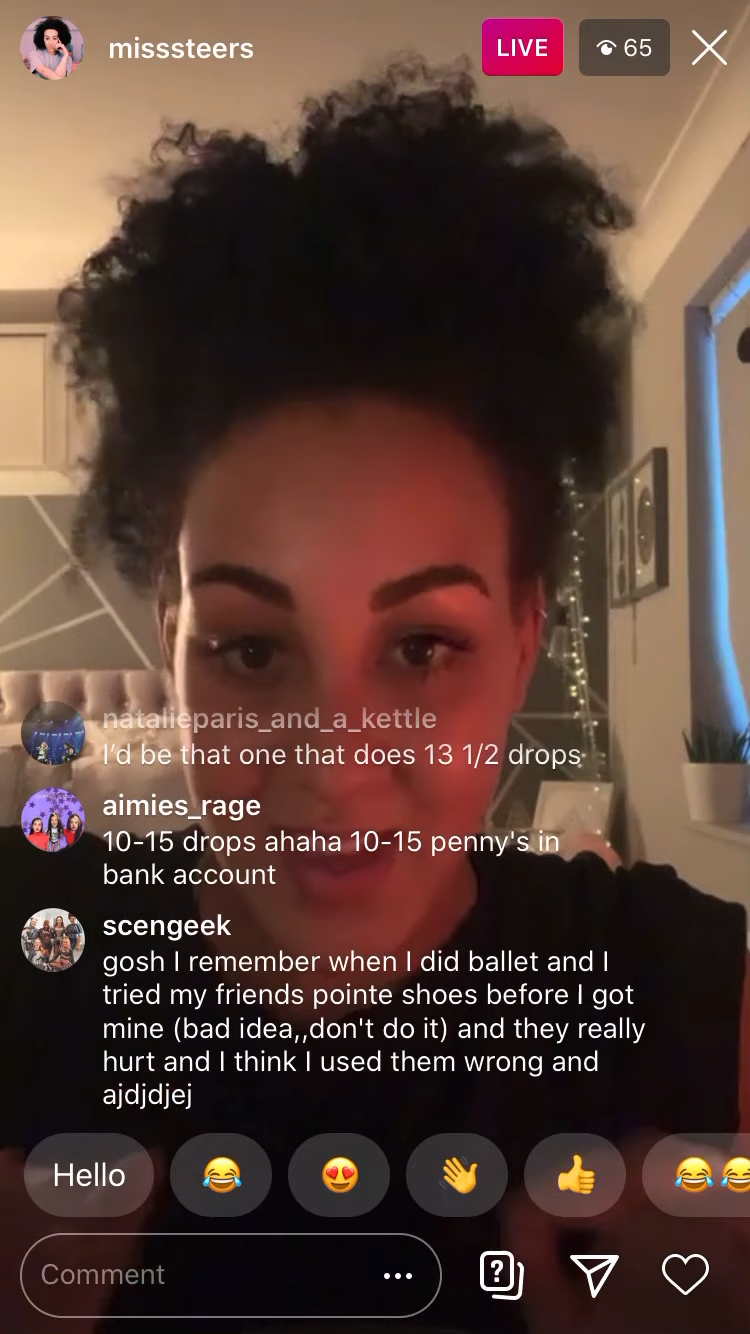 misssteers
LIVE
65
natalieparis_and_a_kettle
I'd be that one that does 13 1/2 drops
aimies_rage
10-15 drops ahaha 10-15 penny's in
bank account
scengeek
gosh I remember when I did ballet and I
tried my friends pointe shoes before I got
mine (bad idea,,don't do it) and they really
hurt and I think I used them wrong and
ajdjdjej
Hello
Comment